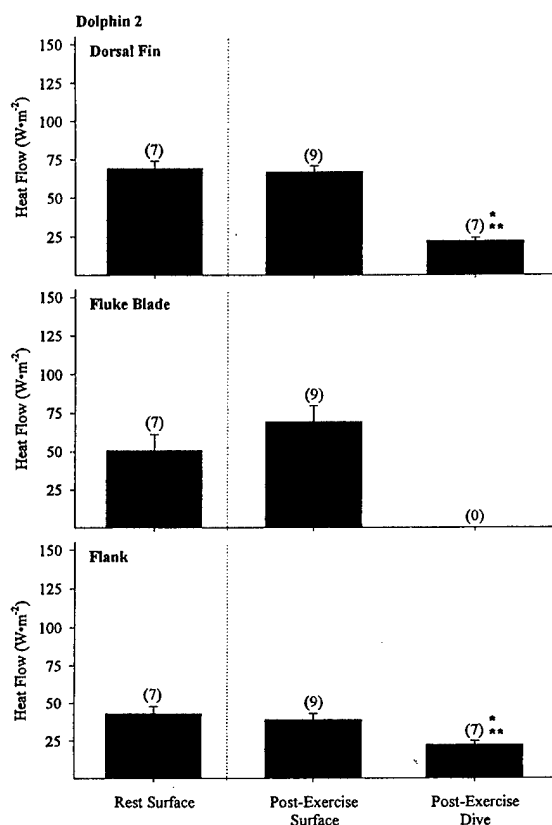 Dolphin 2
Dorsal Fin
150
125
100
75
50
25
Heat Flow (W•m-2)
(7)
(9)
(7) *
**
Fluke Blade
150
125
100
75
50
25
Heat Flow (W•m-2)
(7)
(9)
(0)
Flank
150
125
100
75
50
25
Heat Flow (W•m-2)
(7)
(9)
(7) *
**
Rest Surface
Post-Exercise
Surface
Post-Exercise
Dive